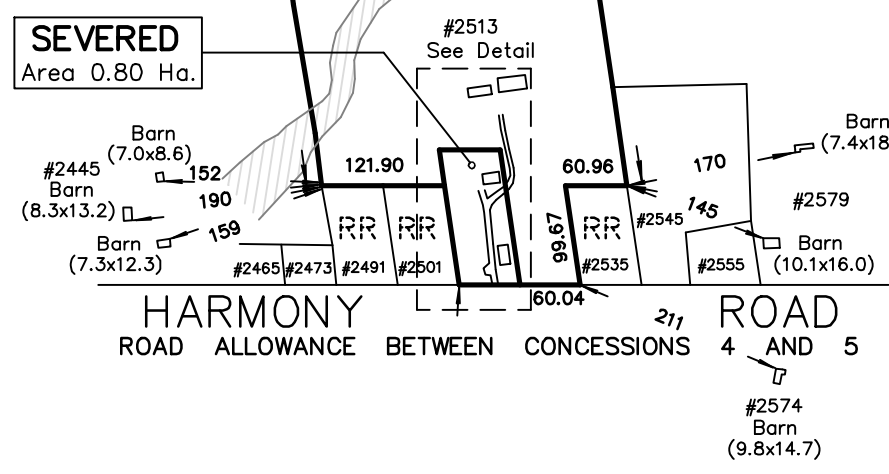 #2513
See Detail
SEVERED
Area 0.80 Ha.
Barn
(7.0x8.6)
152
121.90
60.96
170
Barn
(7.4x18
#2445
Barn
(8.3x13.2)
190
159
Barn
(7.3x12.3)
RR
RR
99.67
RR
#2545
145
#2579
Barn
(10.1x16.0)
#2465
#2473
#2491
#2501
#2535
#2555
60.04
HARMONY ROAD
211
ROAD ALLOWANCE BETWEEN CONCESSIONS 4 AND 5
#2574
Barn
(9.8x14.7)